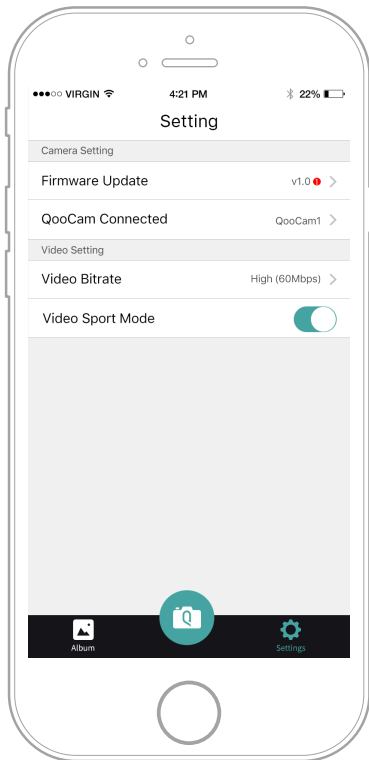 VIRGIN 4:21 PM 22%
Setting
Camera Setting
Firmware Update v1.0 !
QooCam Connected QooCam1
Video Setting
Video Bitrate High (60Mbps)
Video Sport Mode
Q
Album Settings